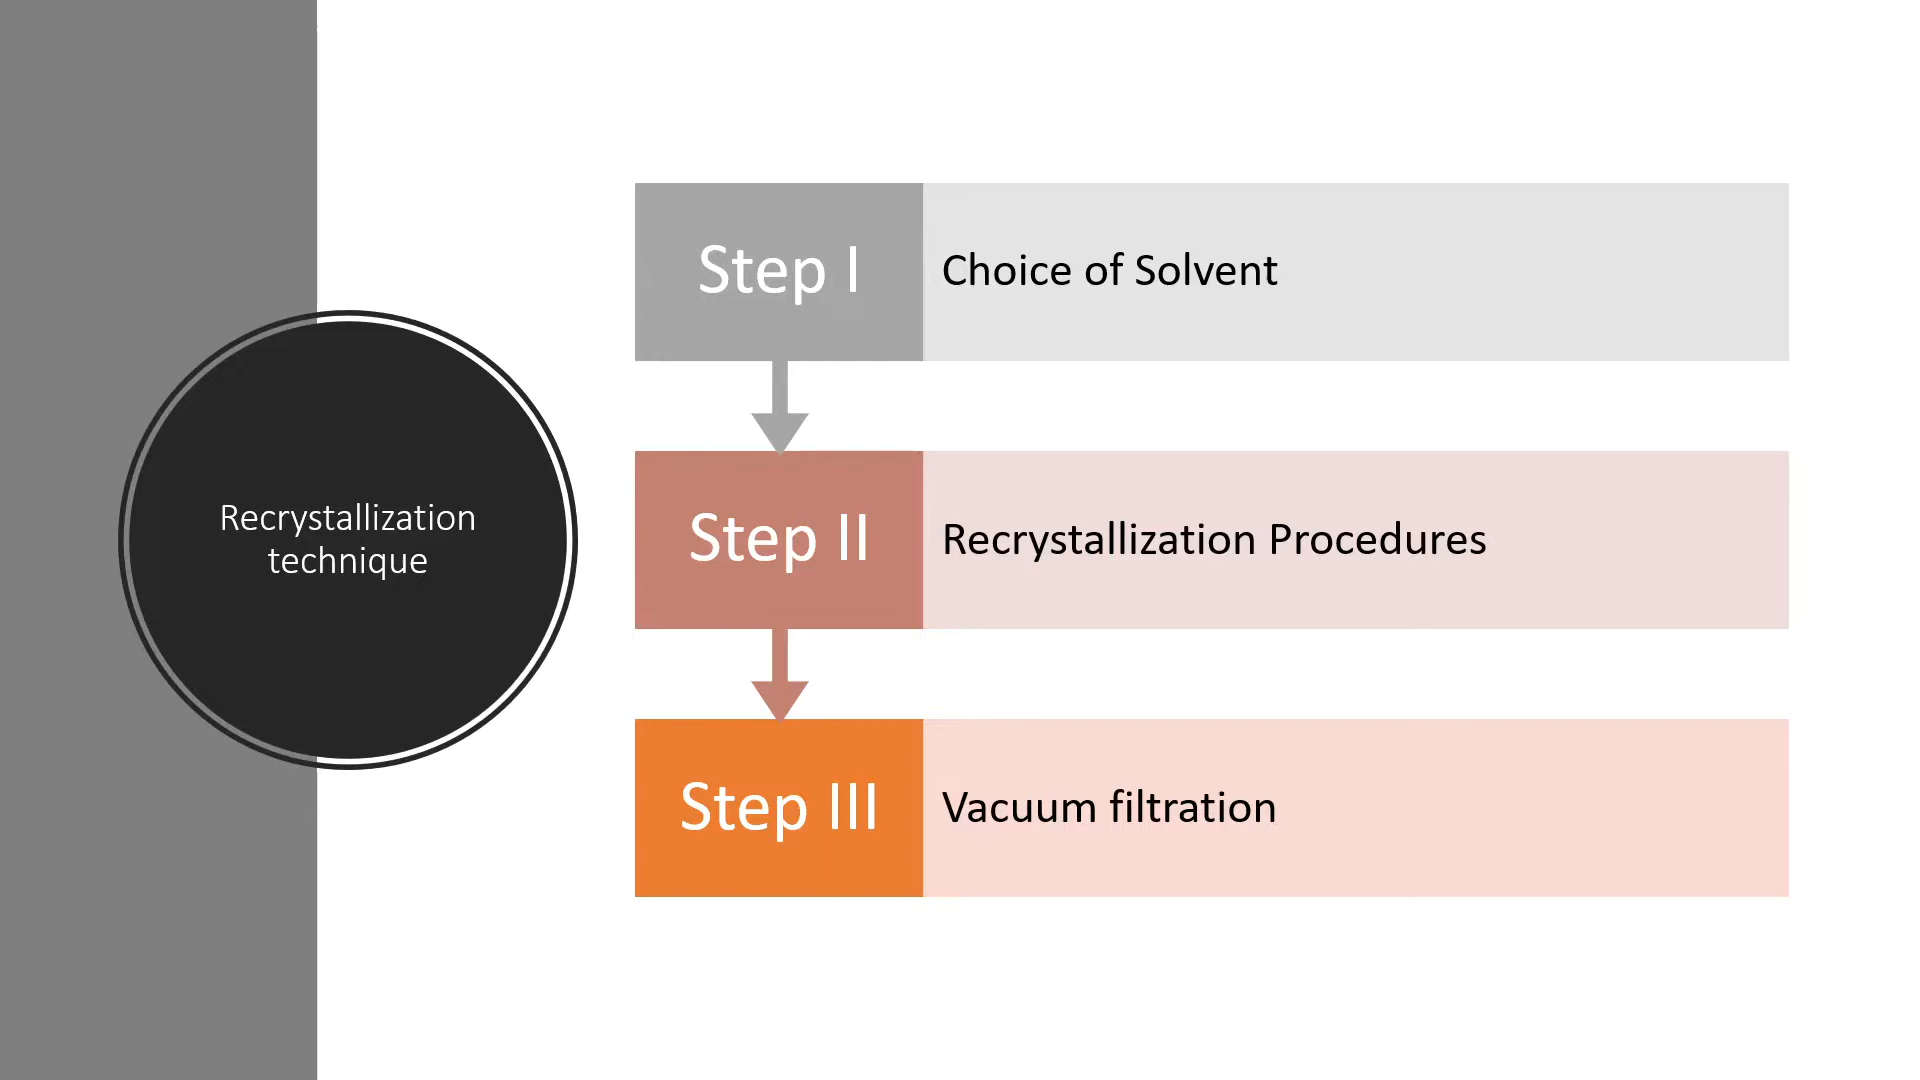 Recrystallization
technique
Step I
Choice of Solvent
Step II
Recrystallization Procedures
Step III
Vacuum filtration